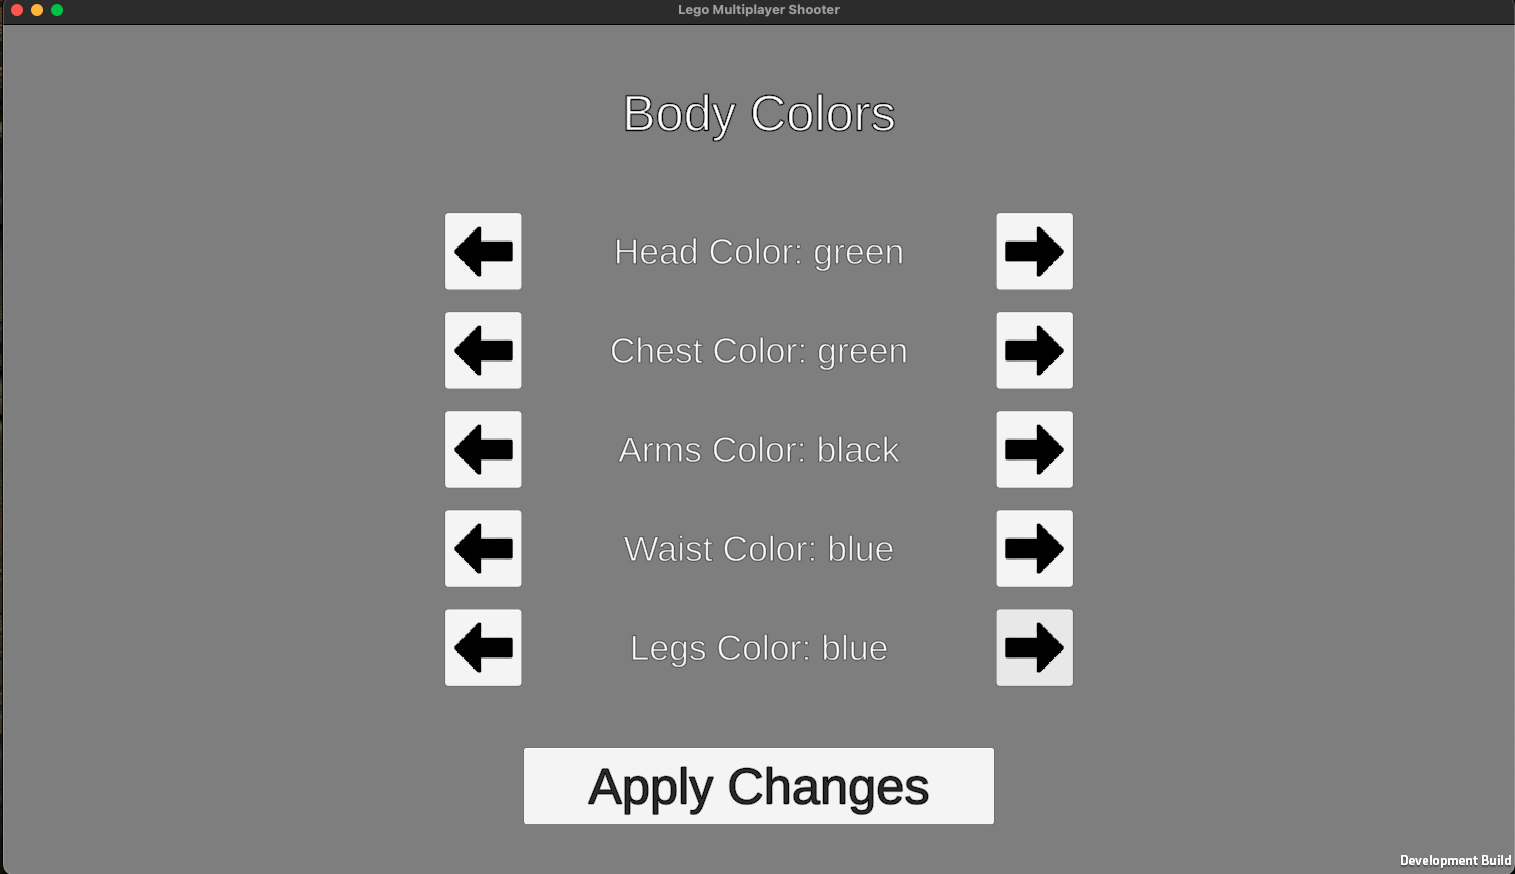 Lego Multiplayer Shooter
Body Colors
Head Color: green
Chest Color: green
Arms Color: black
Waist Color: blue
Legs Color: blue
Apply Changes
Development Build